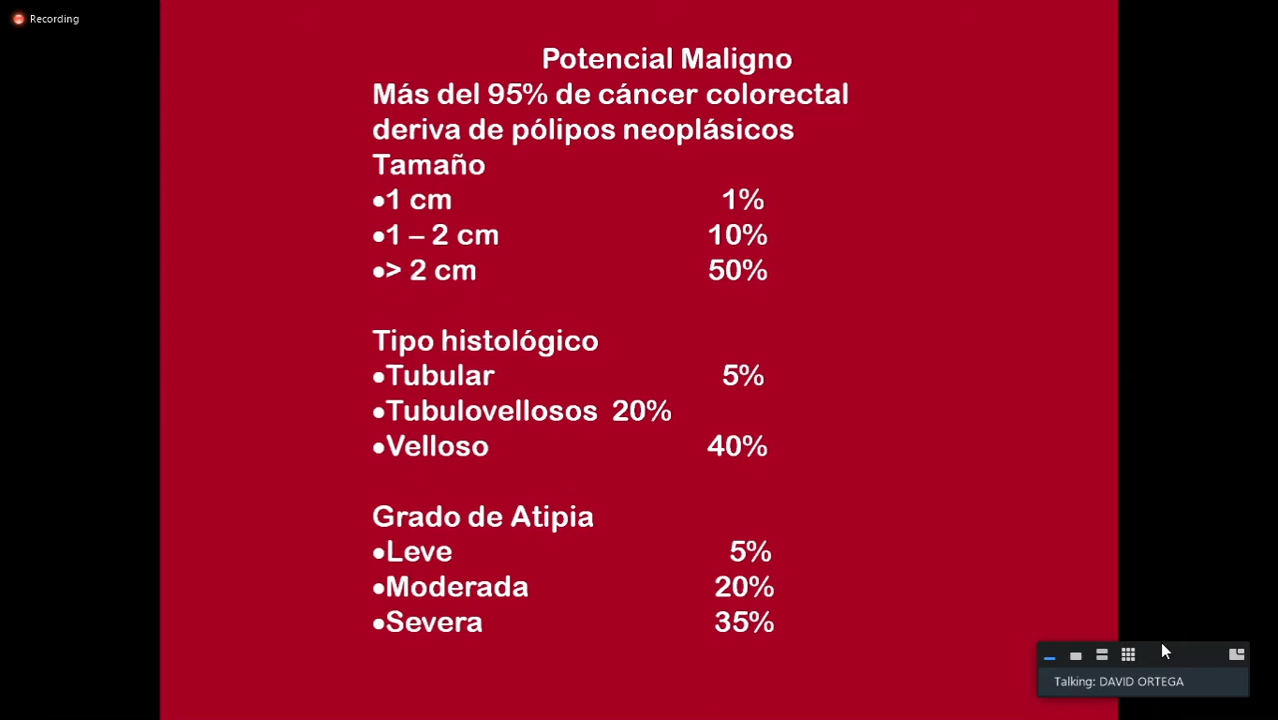 Recording
Potencial Maligno
Más del 95% de cáncer colorectal
deriva de pólipos neoplásicos
Tamaño
•1 cm 1%
•1 – 2 cm 10%
•> 2 cm 50%
Tipo histológico
•Tubular 5%
•Tubulovellosos 20%
•Velloso 40%
Grado de Atipia
•Leve 5%
•Moderada 20%
•Severa 35%
Talking: DAVID ORTEGA